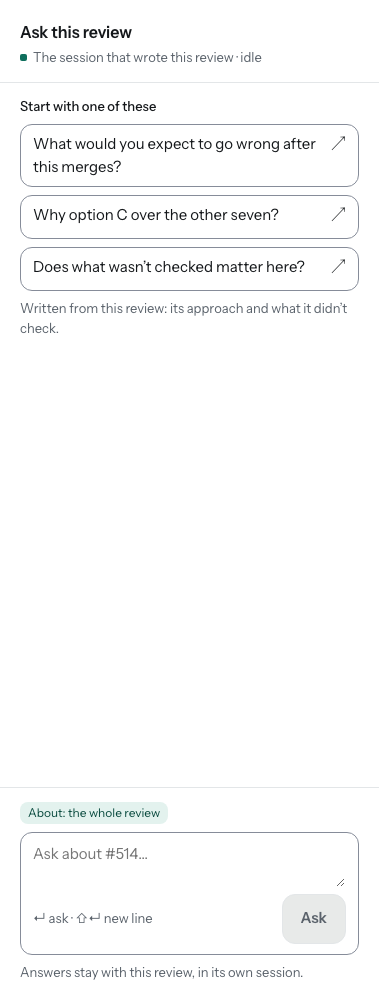 Ask this review
The session that wrote this review · idle
Start with one of these
What would you expect to go wrong after
this merges?
Why option C over the other seven?
Does what wasn’t checked matter here?
Written from this review: its approach and what it didn’t
check.
About: the whole review
Ask about #514…
↵ ask · ⇧↵ new line
Ask
Answers stay with this review, in its own session.